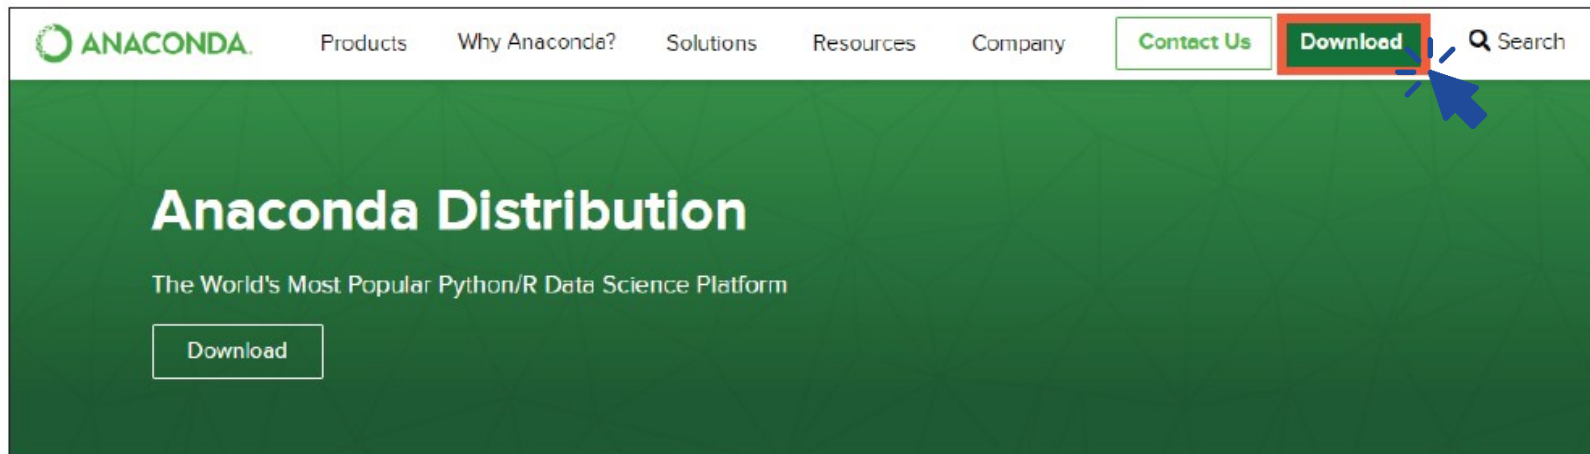 ANACONDA. Products Why Anaconda? Solutions Resources Company Contact Us Download Search
Anaconda Distribution
The World's Most Popular Python/R Data Science Platform
Download